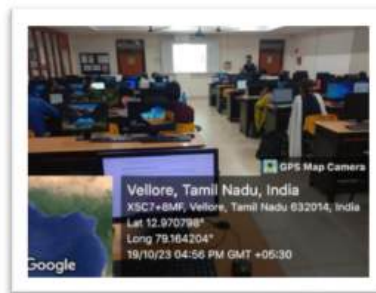 GPS Map Camera
Vellore, Tamil Nadu, India
X5C7+8MF, Vellore, Tamil Nadu 632014, India
Lat 12.970798°
Long 79.164204°
19/10/23 04:56 PM GMT +05:30
Google